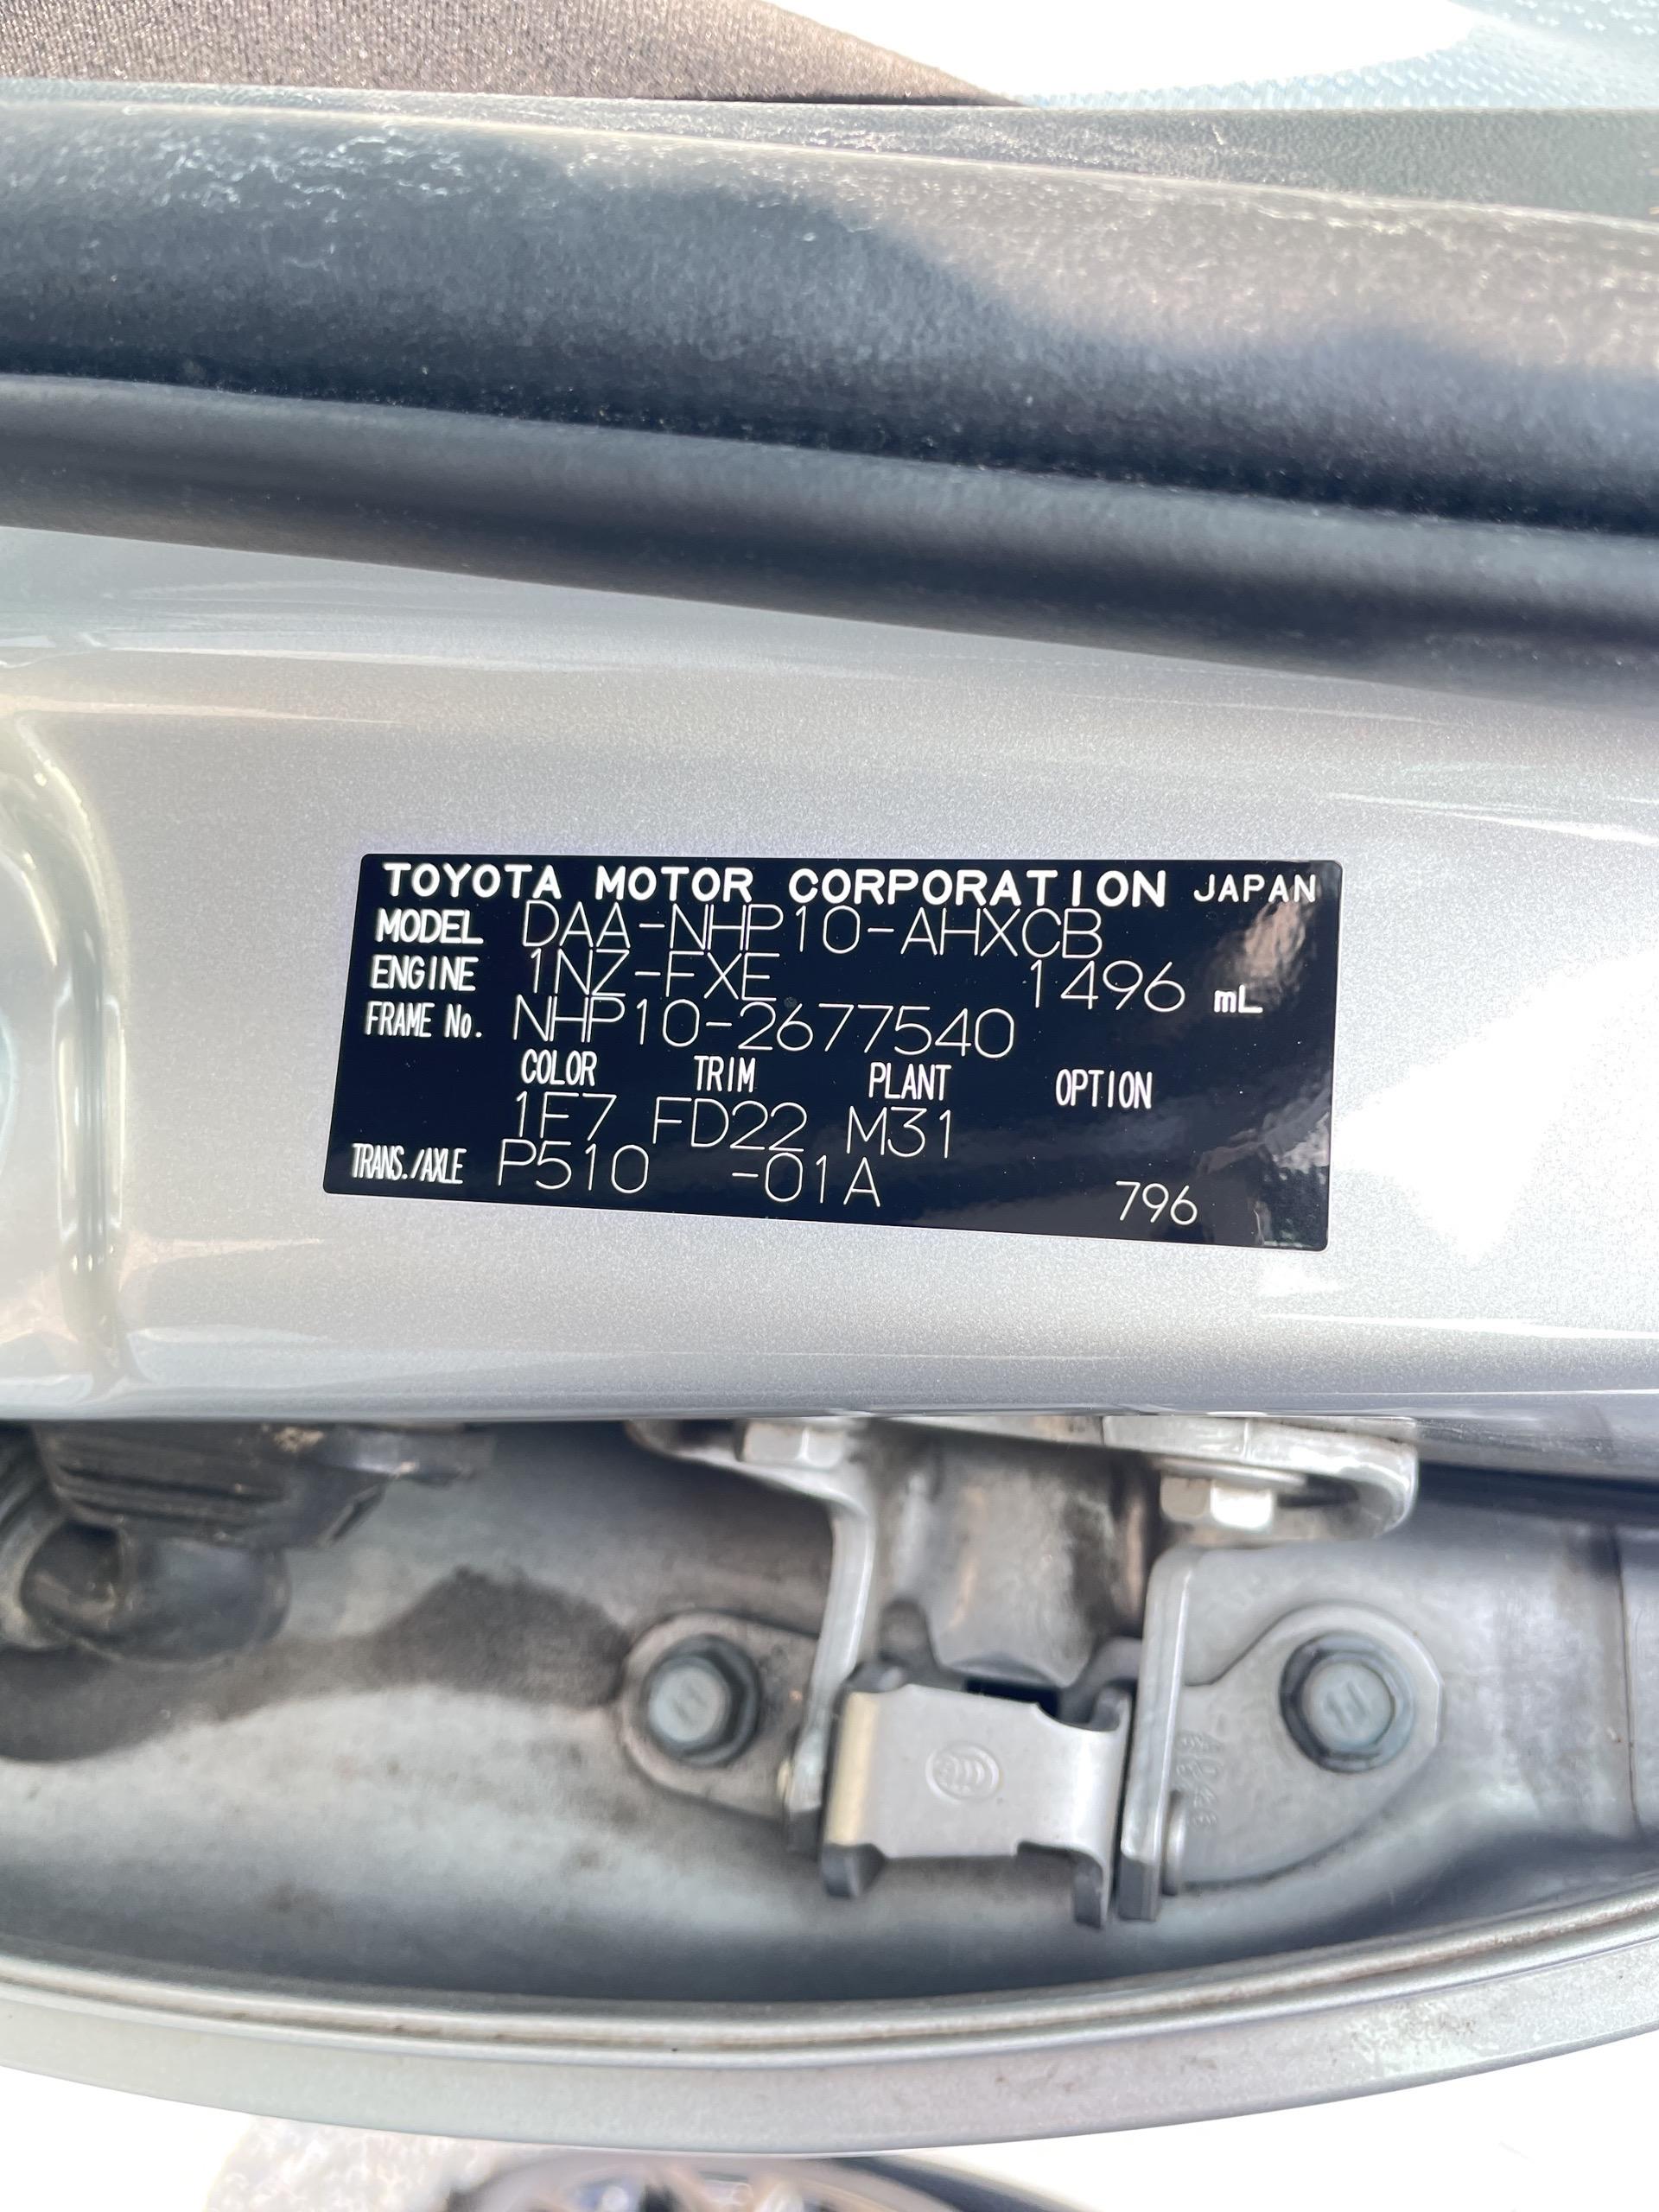 TOYOTA MOTOR CORPORATION JAPAN
MODEL DAA-NHP10-AHXCB
ENGINE 1NZ-FXE 1496 mL
FRAME No. NHP10-2677540
COLOR TRIM PLANT OPTION
1F7 FD22 M31
TRANS./AXLE P510 -01A 796